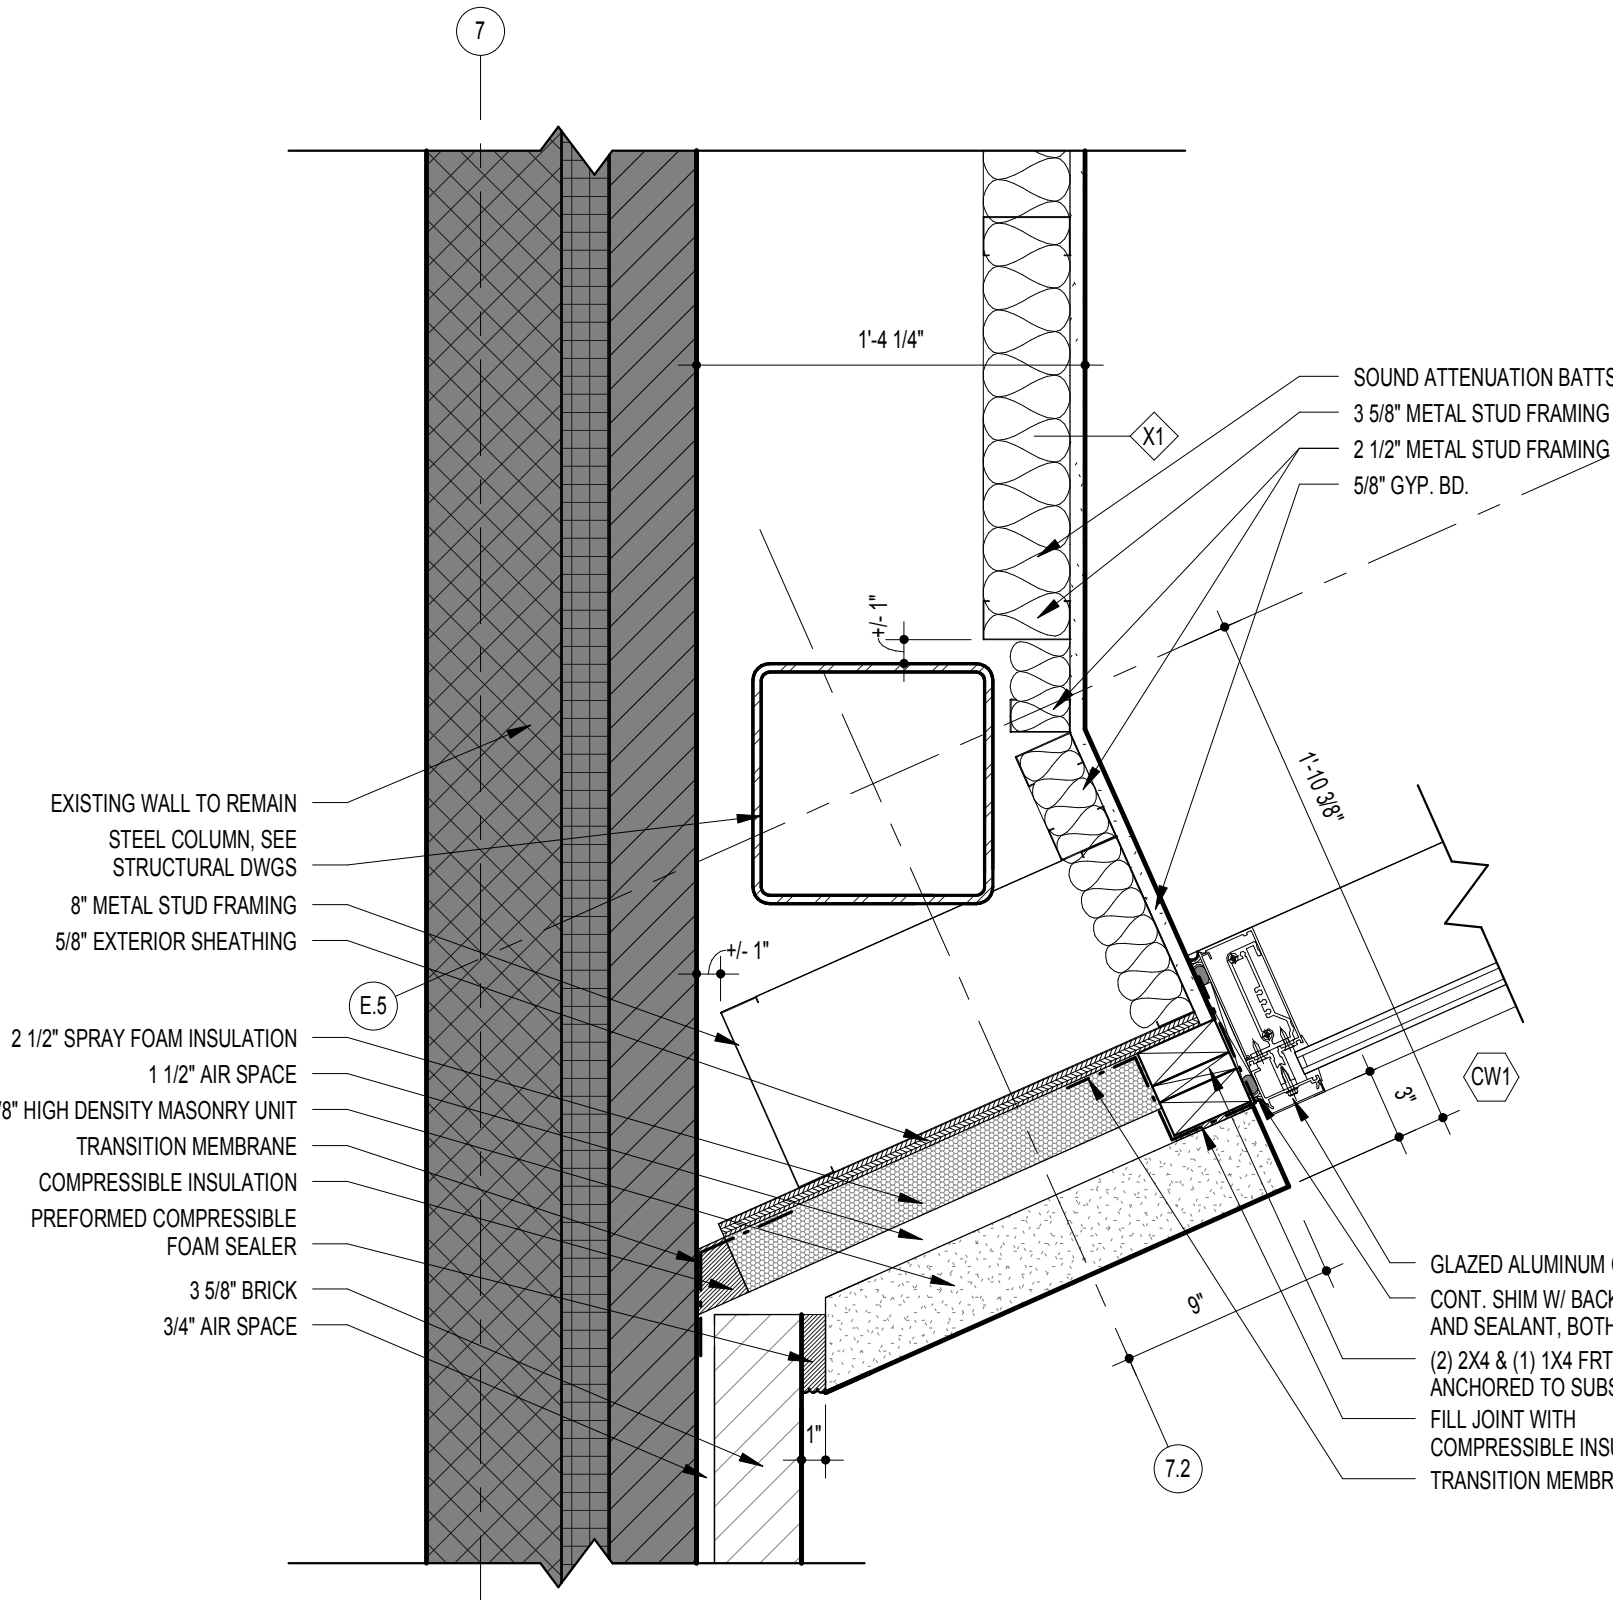 7
1'-4 1/4"
SOUND ATTENUATION BATTS
3 5/8" METAL STUD FRAMING
X1
2 1/2" METAL STUD FRAMING
5/8" GYP. BD.
+/- 1"
1'-10 3/8"
EXISTING WALL TO REMAIN
STEEL COLUMN, SEE
STRUCTURAL DWGS
8" METAL STUD FRAMING
5/8" EXTERIOR SHEATHING
+/- 1"
E.5
2 1/2" SPRAY FOAM INSULATION
1 1/2" AIR SPACE
CW1
3"
/8" HIGH DENSITY MASONRY UNIT
TRANSITION MEMBRANE
COMPRESSIBLE INSULATION
PREFORMED COMPRESSIBLE
FOAM SEALER
3 5/8" BRICK
3/4" AIR SPACE
GLAZED ALUMINUM
CONT. SHIM W/ BACK
AND SEALANT, BOTH
9"
(2) 2X4 & (1) 1X4 FRT
ANCHORED TO SUBS
FILL JOINT WITH
COMPRESSIBLE INSU
TRANSITION MEMBR
1"
7.2